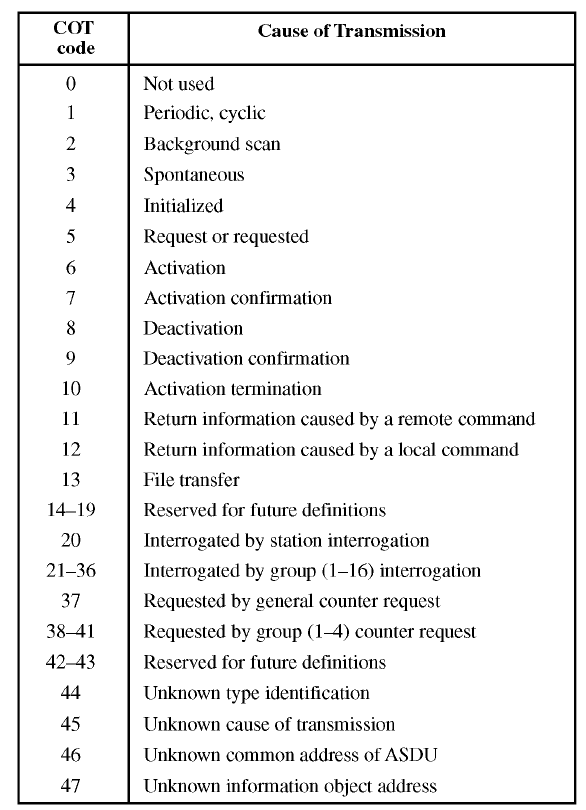 COT code Cause of Transmission
0 Not used
1 Periodic, cyclic
2 Background scan
3 Spontaneous
4 Initialized
5 Request or requested
6 Activation
7 Activation confirmation
8 Deactivation
9 Deactivation confirmation
10 Activation termination
11 Return information caused by a remote command
12 Return information caused by a local command
13 File transfer
14–19 Reserved for future definitions
20 Interrogated by station interrogation
21–36 Interrogated by group (1–16) interrogation
37 Requested by general counter request
38–41 Requested by group (1–4) counter request
42–43 Reserved for future definitions
44 Unknown type identification
45 Unknown cause of transmission
46 Unknown common address of ASDU
47 Unknown information object address